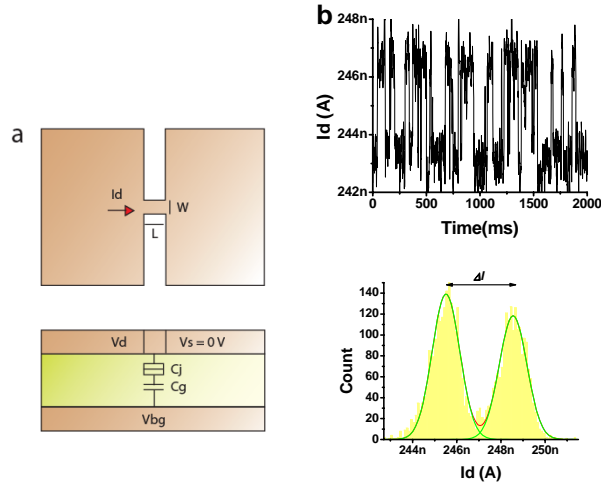 a
Id
W
L
Vd
Vs = 0 V
Cj
Cg
Vbg
b
Id (A)
248n
246n
244n
242n
0 500 1000 1500 2000
Time(ms)
ΔI
Count
140
120
100
80
60
40
20
0
244n 246n 248n 250n
Id (A)